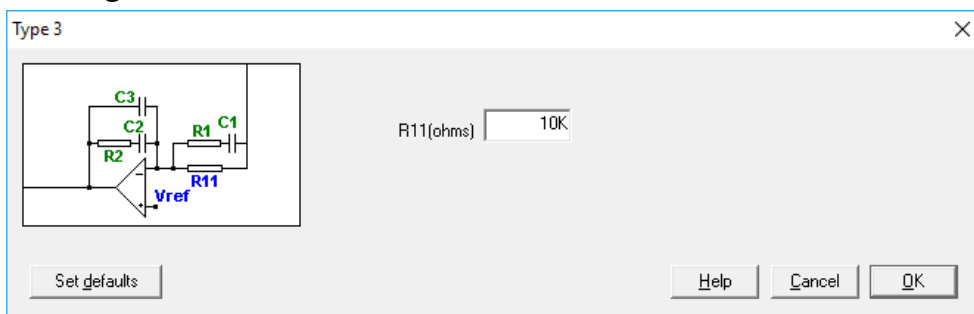 Type 3
C3
C2
R2
R1 C1
R11
Vref
R11(ohms) 10K
Set defaults
Help
Cancel
OK